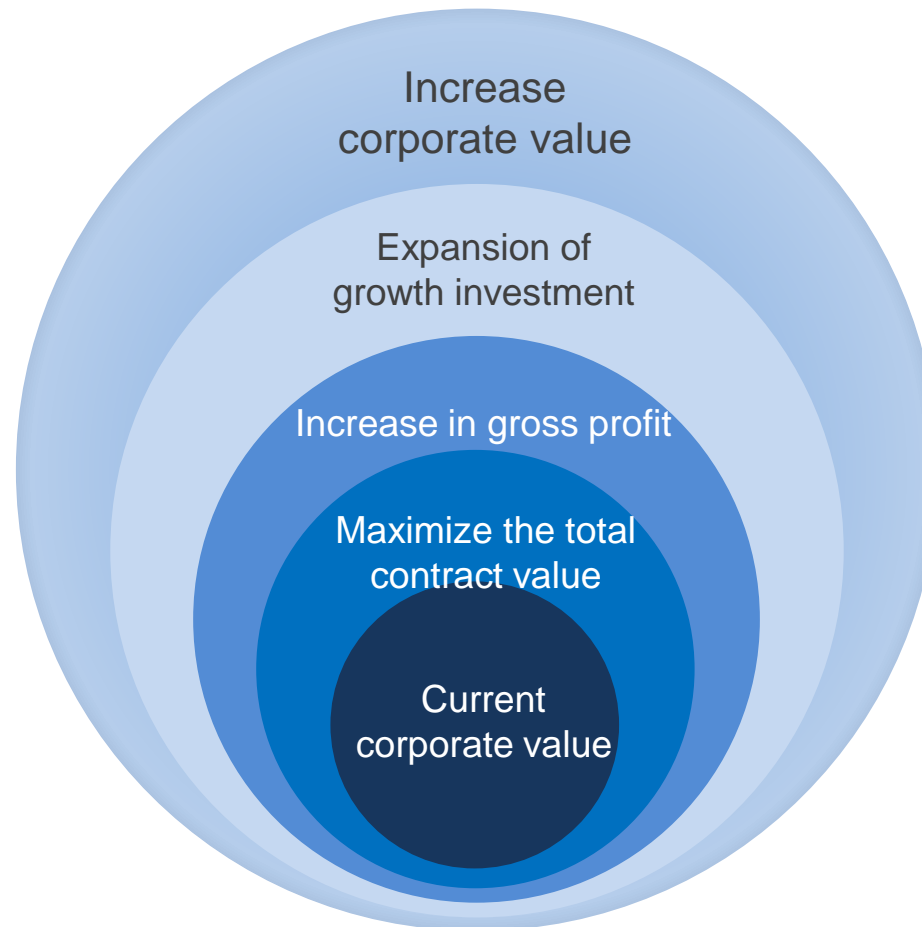 Increase
corporate value
Expansion of
growth investment
Increase in gross profit
Maximize the total
contract value
Current
corporate value